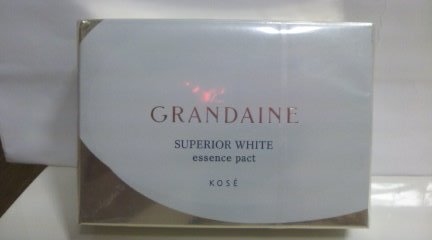 GRANDAINE
SUPERIOR WHITE
essence pact
KOSÉ